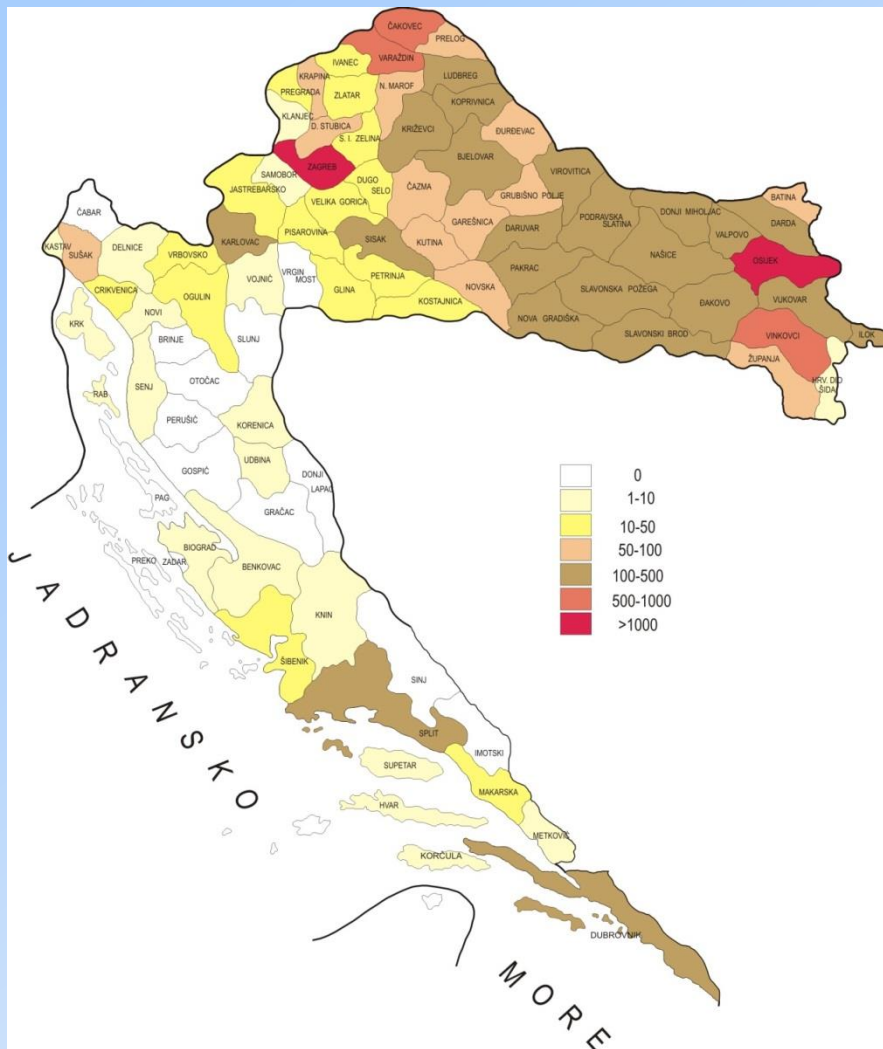 ČAKOVEC
PRELOG
IVANEC
VARAŽDIN
KRAPINA
LUDBREG
PREGRADA
ZLATAR
N. MAROF
KOPRIVNICA
KLANJEC
D. STUBICA
KRIŽEVCI
ĐURĐEVAC
S. I. ZELINA
BJELOVAR
ZAGREB
SAMOBOR
VIROVITICA
DUGO
SELO
JASTREBARSKO
ČAZMA
BATINA
GRUBIŠNO POLJE
VELIKA GORICA
DONJI MIHOLJAC
ČABAR
PODRAVSKA
SLATINA
DARDA
GAREŠNICA
DARUVAR
PISAROVINA
VALPOVO
KASTAV
DELNICE
KARLOVAC
SISAK
KUTINA
SUŠAK
VRBOVSKO
NAŠICE
OSIJEK
PAKRAC
VOJNIĆ
VRGIN
MOST
PETRINJA
CRIKVENICA
OGULIN
GLINA
NOVSKA
SLAVONSKA POŽEGA
KOSTAJNICA
VUKOVAR
ĐAKOVO
NOVI
KRK
NOVA GRADIŠKA
SLAVONSKI BROD
VINKOVCI
ILOK
BRINJE
SLUNJ
ŽUPANJA
OTOČAC
HRV. DIO
ŠIDA
SENJ
RAB
PERUŠIĆ
KORENICA
UDBINA
GOSPIĆ
DONJI
LAPAC
PAG
GRAČAC
BIOGRAD
PREKO
ZADAR
BENKOVAC
KNIN
ŠIBENIK
SINJ
SPLIT
IMOTSKI
SUPETAR
MAKARSKA
HVAR
METKOVIĆ
KORČULA
DUBROVNIK
0
1-10
10-50
50-100
100-500
500-1000
>1000
JADRANSKO
MORE